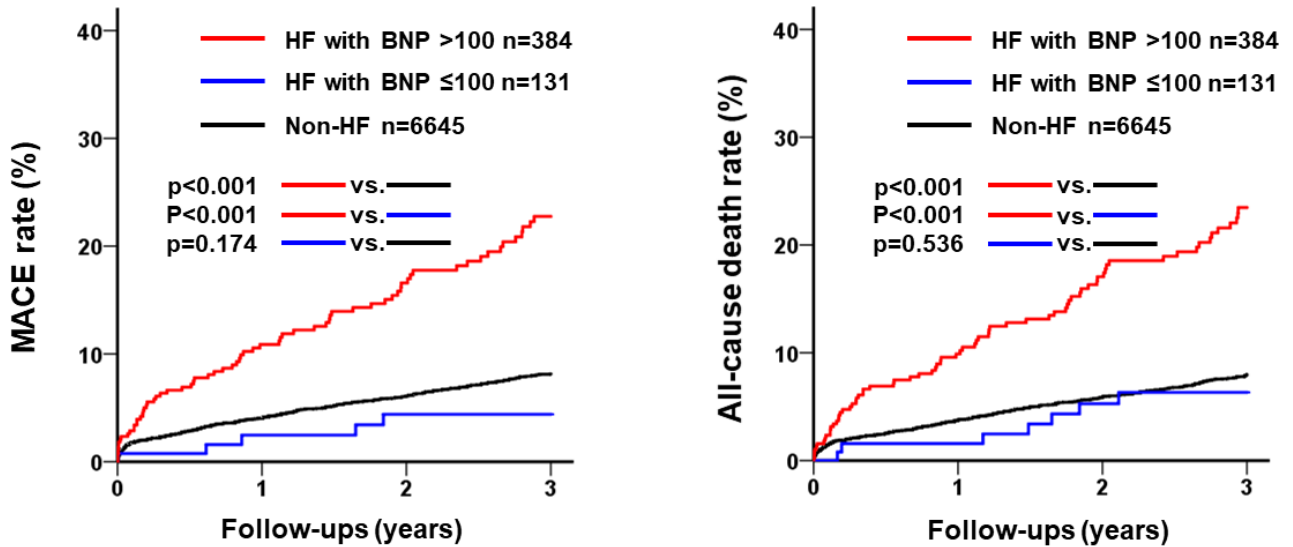 MACE rate (%)
40
30
20
10
0
HF with BNP >100 n=384
HF with BNP ≤100 n=131
Non-HF n=6645
p<0.001 vs.
P<0.001 vs.
p=0.174 vs.
0 1 2 3
Follow-ups (years)
All-cause death rate (%)
40
30
20
10
0
HF with BNP >100 n=384
HF with BNP ≤100 n=131
Non-HF n=6645
p<0.001 vs.
P<0.001 vs.
p=0.536 vs.
0 1 2 3
Follow-ups (years)